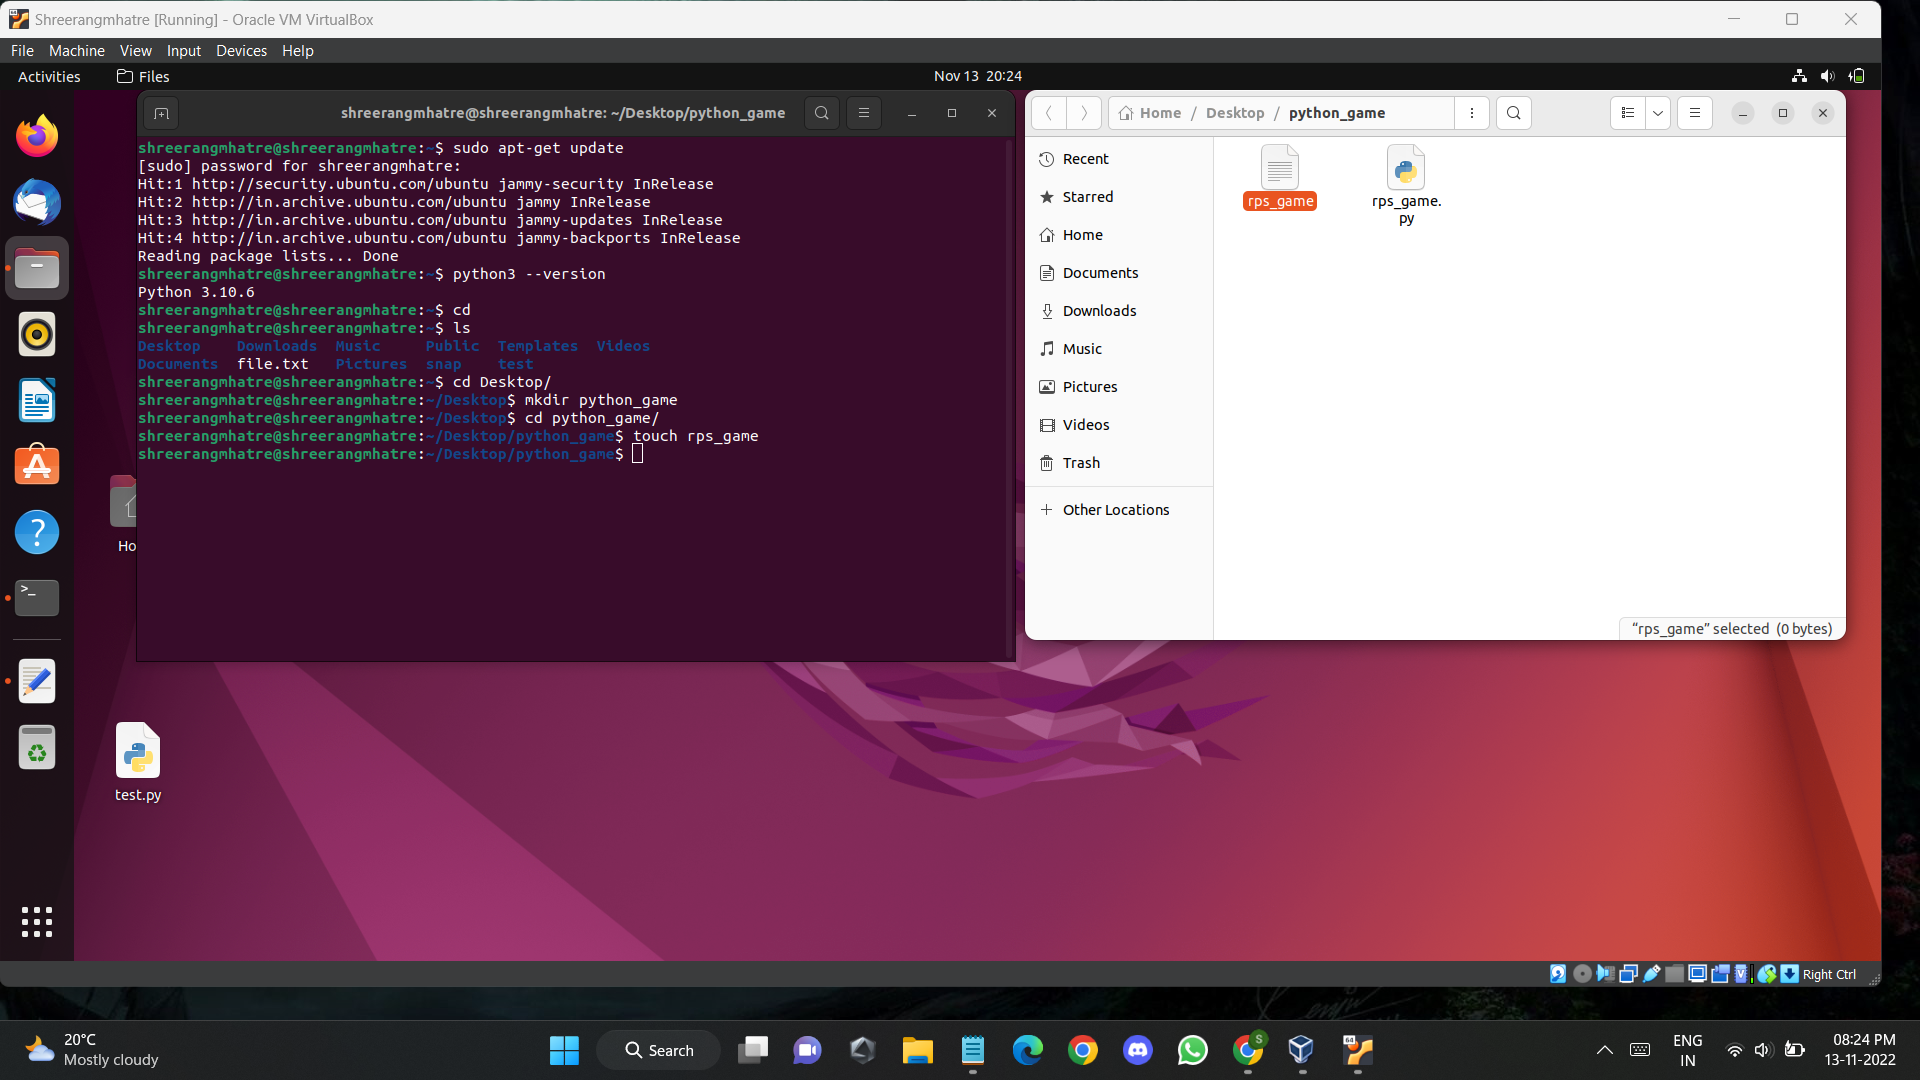 Shreerangmhatre [Running] - Oracle VM VirtualBox
File Machine View Input Devices Help
Activities Files Nov 13 20:24
shreerangmhatre@shreerangmhatre: ~/Desktop/python_game
shreerangmhatre@shreerangmhatre:~$ sudo apt-get update
[sudo] password for shreerangmhatre:
Hit:1 http://security.ubuntu.com/ubuntu jammy-security InRelease
Hit:2 http://in.archive.ubuntu.com/ubuntu jammy InRelease
Hit:3 http://in.archive.ubuntu.com/ubuntu jammy-updates InRelease
Hit:4 http://in.archive.ubuntu.com/ubuntu jammy-backports InRelease
Reading package lists... Done
shreerangmhatre@shreerangmhatre:~$ python3 --version
Python 3.10.6
shreerangmhatre@shreerangmhatre:~$ cd
shreerangmhatre@shreerangmhatre:~$ ls
Desktop Downloads Music Public Templates Videos
Documents file.txt Pictures snap test
shreerangmhatre@shreerangmhatre:~$ cd Desktop/
shreerangmhatre@shreerangmhatre:~/Desktop$ mkdir python_game
shreerangmhatre@shreerangmhatre:~/Desktop$ cd python_game/
shreerangmhatre@shreerangmhatre:~/Desktop/python_game$ touch rps_game
shreerangmhatre@shreerangmhatre:~/Desktop/python_game$
Home / Desktop / python_game
Recent
Starred
Home
Documents
Downloads
Music
Pictures
Videos
Trash
+ Other Locations
rps_game
rps_game.
py
“rps_game” selected (0 bytes)
Ho
test.py
Right Ctrl
20°C
Mostly cloudy
Search
ENG
IN
08:24 PM
13-11-2022